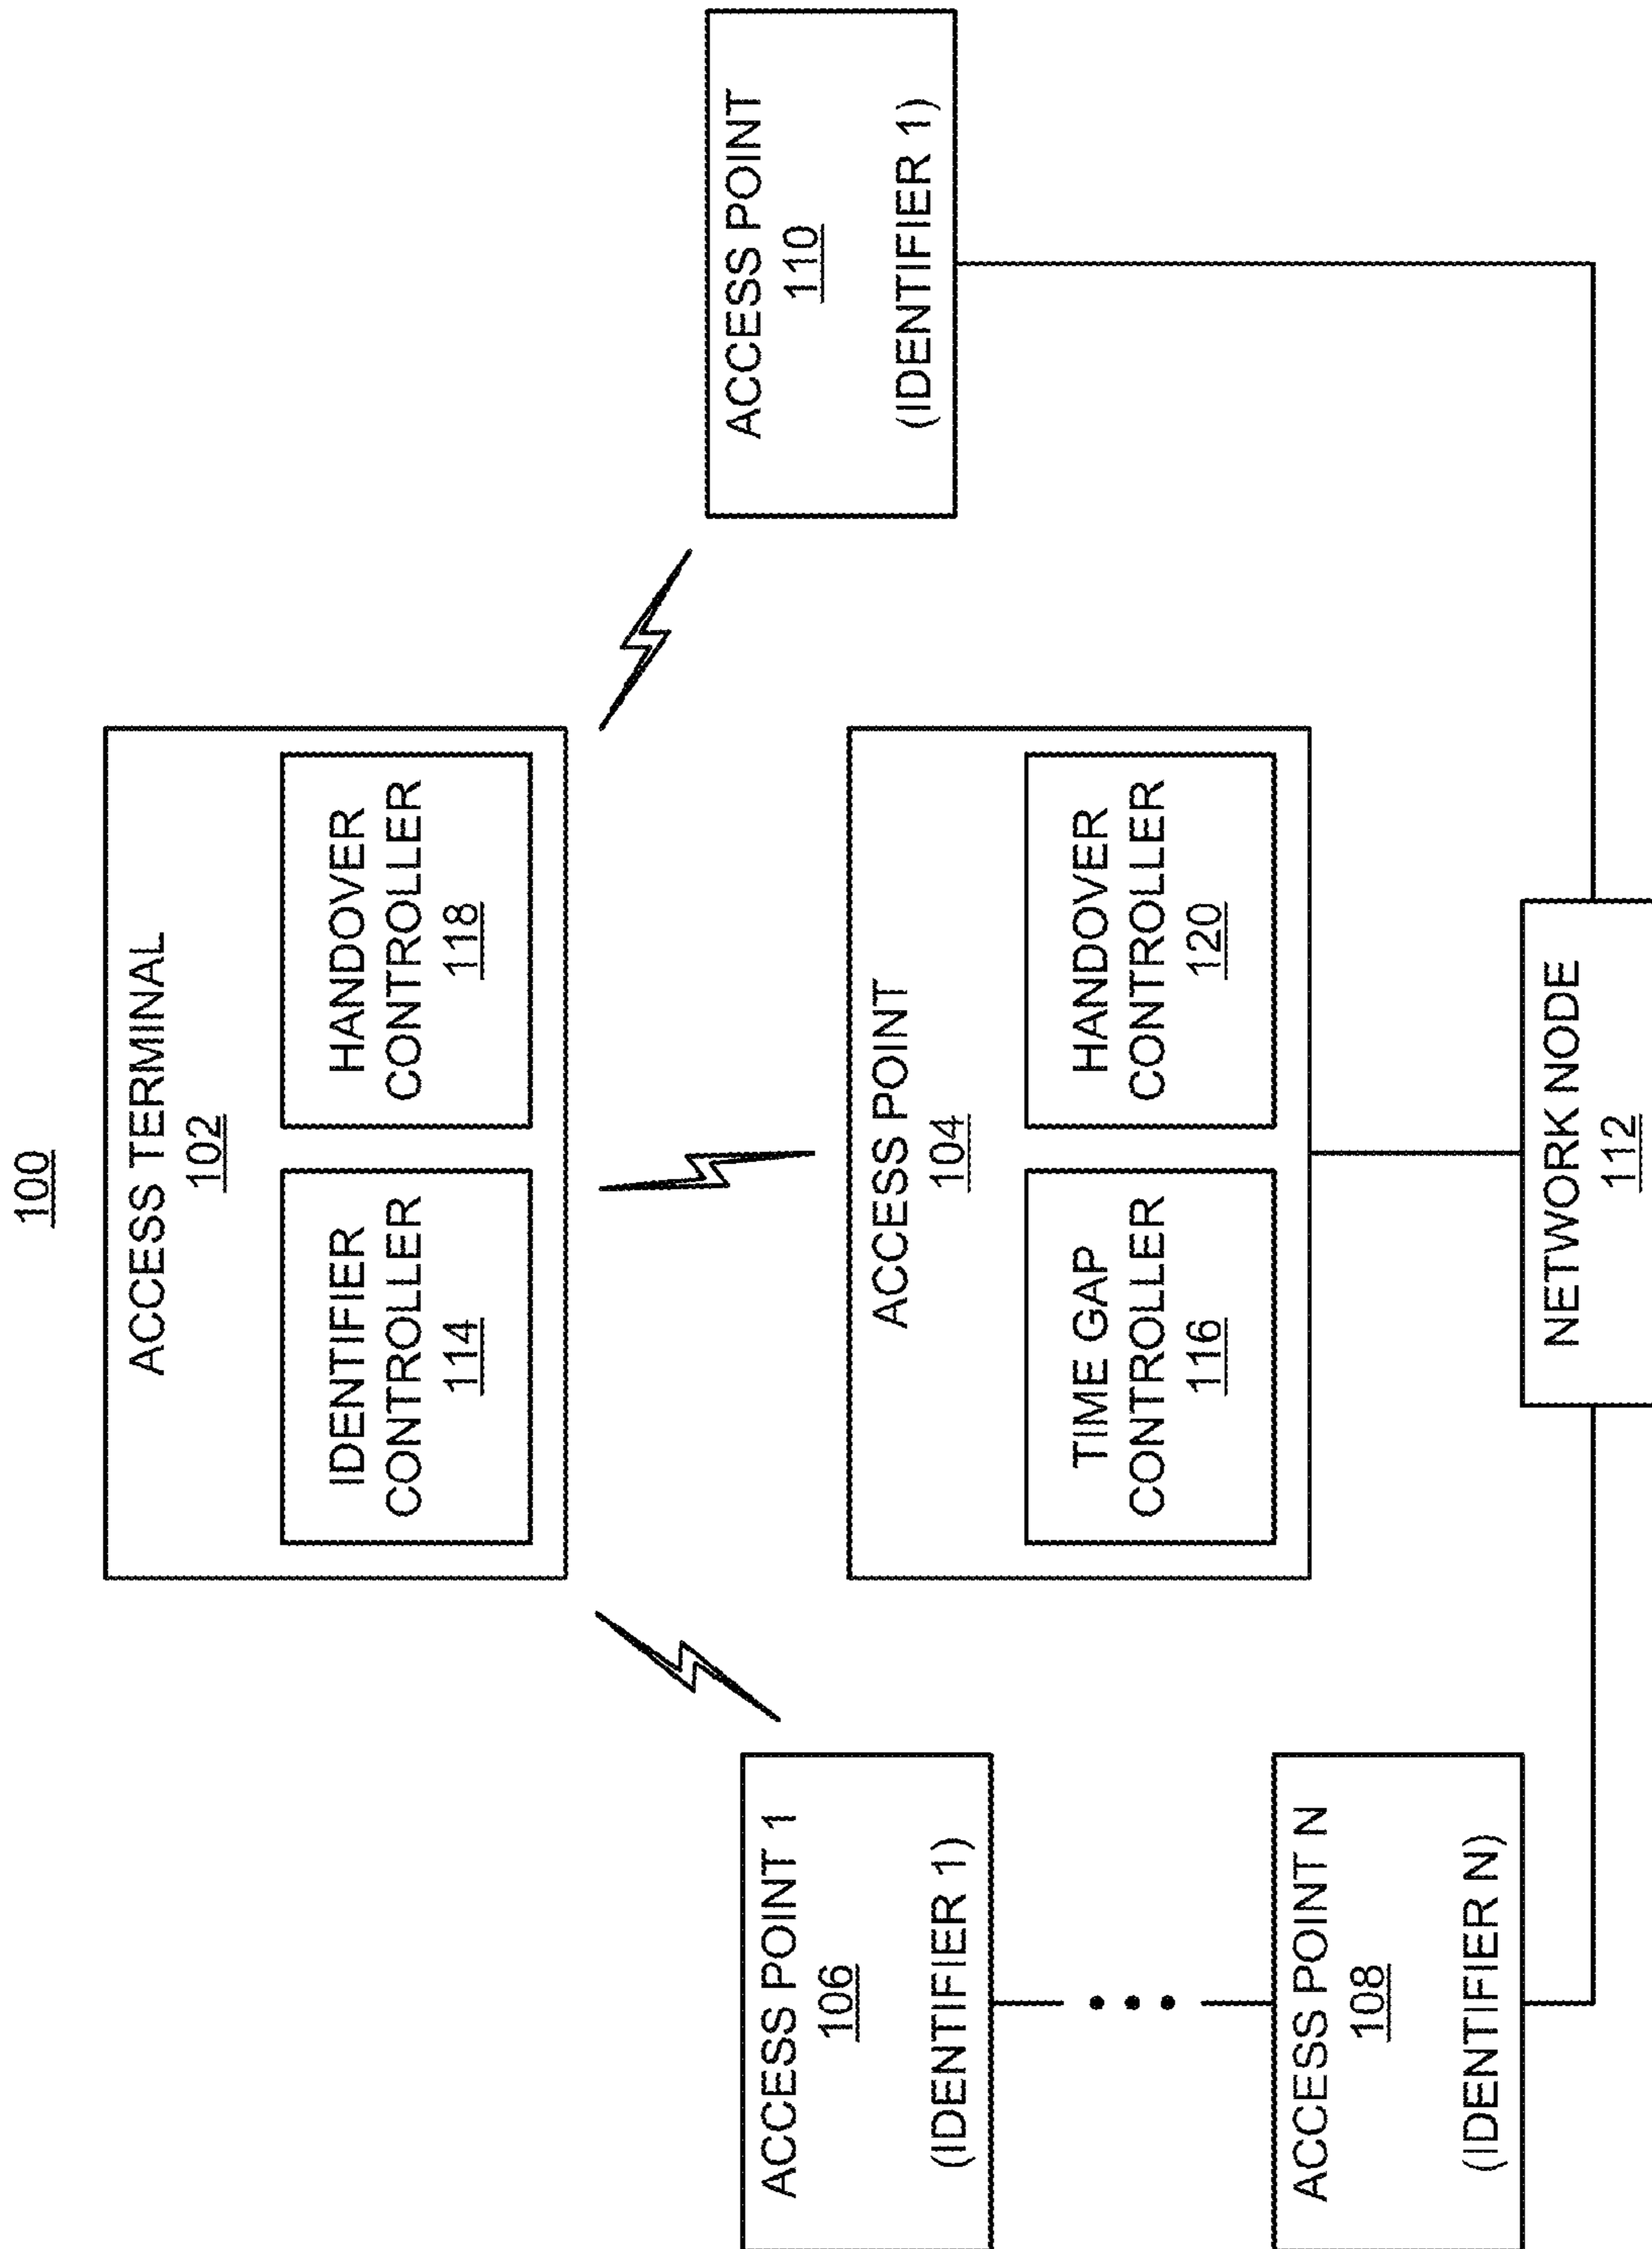 100
ACCESS TERMINAL
102
IDENTIFIER
CONTROLLER
114
HANDOVER
CONTROLLER
118
ACCESS POINT 1
106
(IDENTIFIER 1)
ACCESS POINT
104
TIME GAP
CONTROLLER
116
HANDOVER
CONTROLLER
120
ACCESS POINT
110
(IDENTIFIER 1)
ACCESS POINT N
108
(IDENTIFIER N)
NETWORK NODE
112